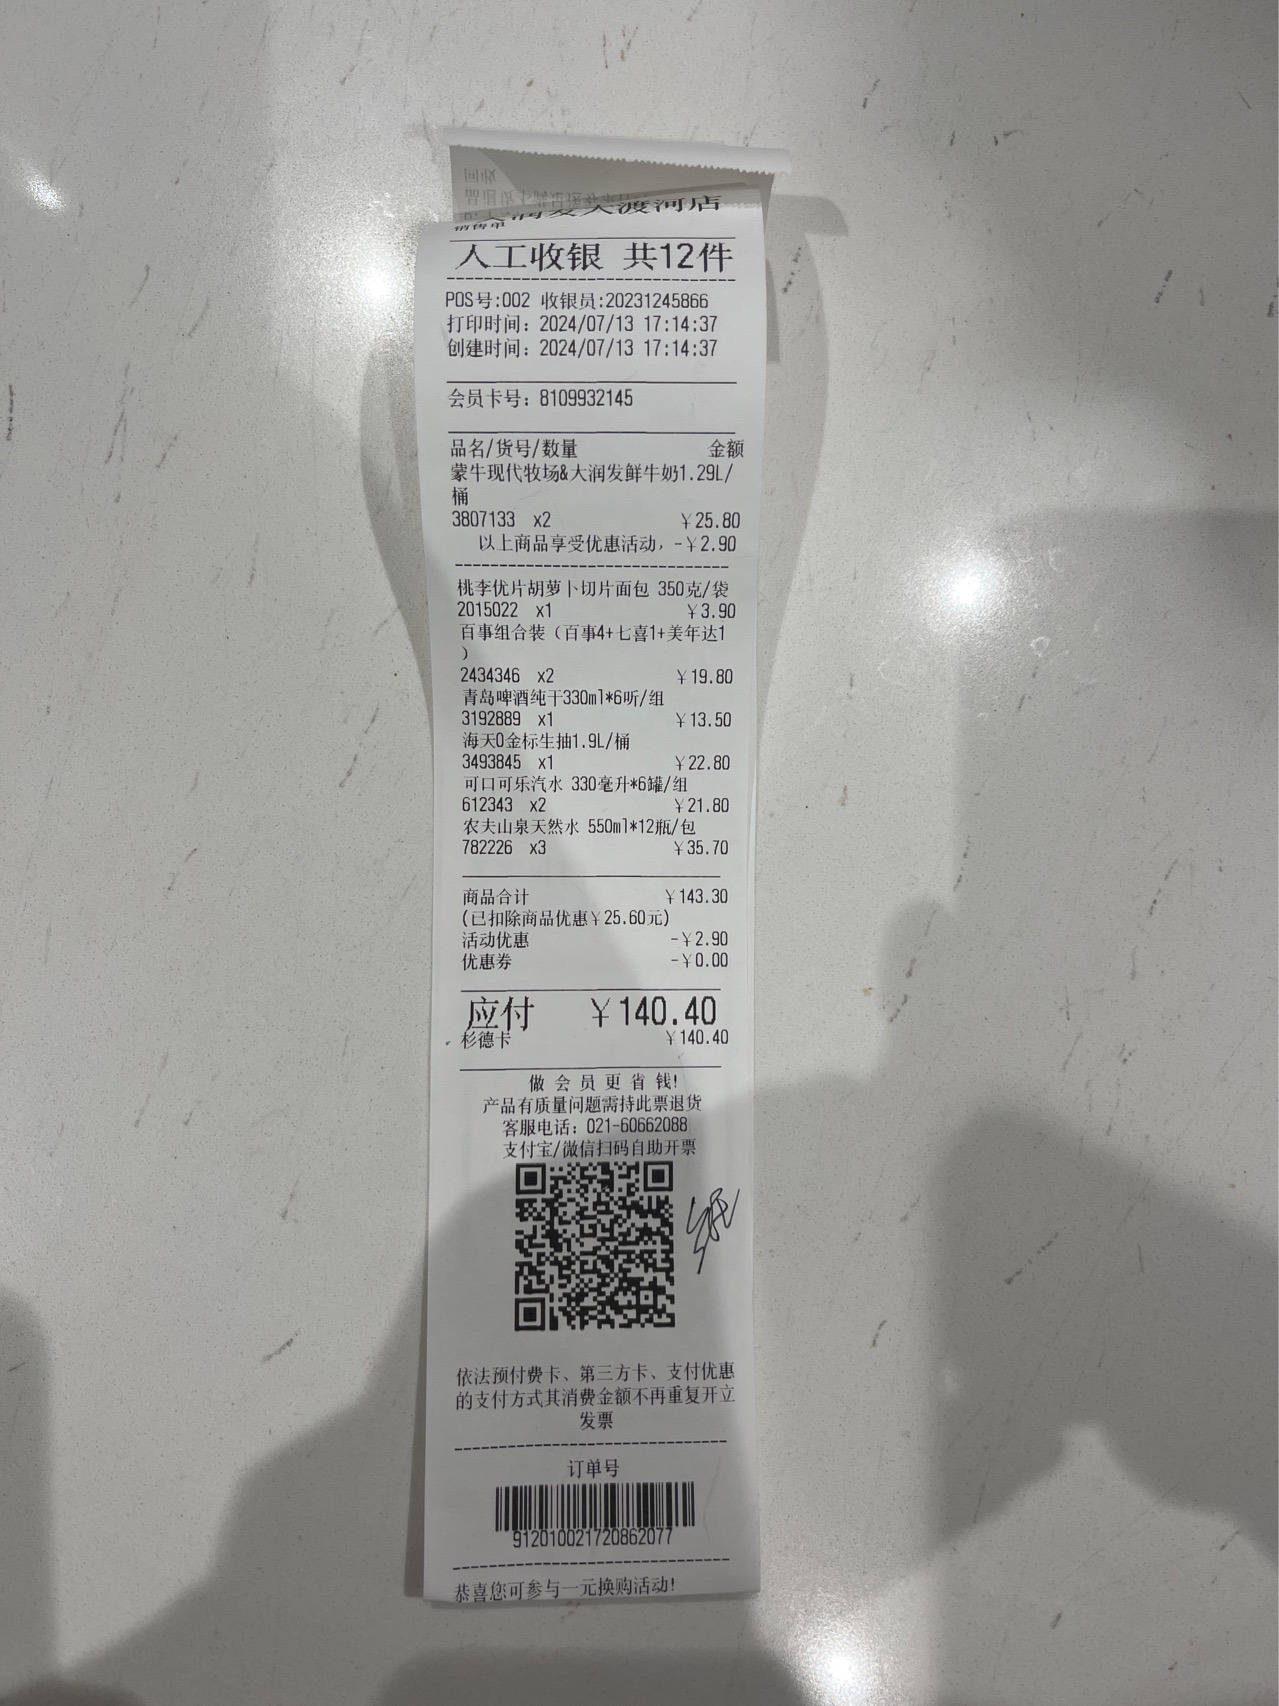 大润发大渡河店
销售单
人工收银 共12件
POS号:002 收银员:20231245866
打印时间: 2024/07/13 17:14:37
创建时间: 2024/07/13 17:14:37
会员卡号: 8109932145
品名/货号/数量 金额
蒙牛现代牧场&大润发鲜牛奶1.29L/
桶
3807133 x2 ¥25.80
以上商品享受优惠活动, -¥2.90
桃李优片胡萝卜切片面包 350克/袋
2015022 x1 ¥3.90
百事组合装（百事4+七喜1+美年达1
）
2434346 x2 ¥19.80
青岛啤酒纯干330ml*6听/组
3192889 x1 ¥13.50
海天0金标生抽1.9L/桶
3493845 x1 ¥22.80
可口可乐汽水 330毫升*6罐/组
612343 x2 ¥21.80
农夫山泉天然水 550ml*12瓶/包
782226 x3 ¥35.70
商品合计 ¥143.30
(已扣除商品优惠¥25.60元)
活动优惠 -¥2.90
优惠券 -¥0.00
应付 ¥140.40
杉德卡 ¥140.40
做 会 员 更 省 钱!
产品有质量问题需持此票退货
客服电话: 021-60662088
支付宝/微信扫码自助开票
依法预付费卡、第三方卡、支付优惠
的支付方式其消费金额不再重复开立
发票
订单号
912010021720862077
恭喜您可参与一元换购活动!